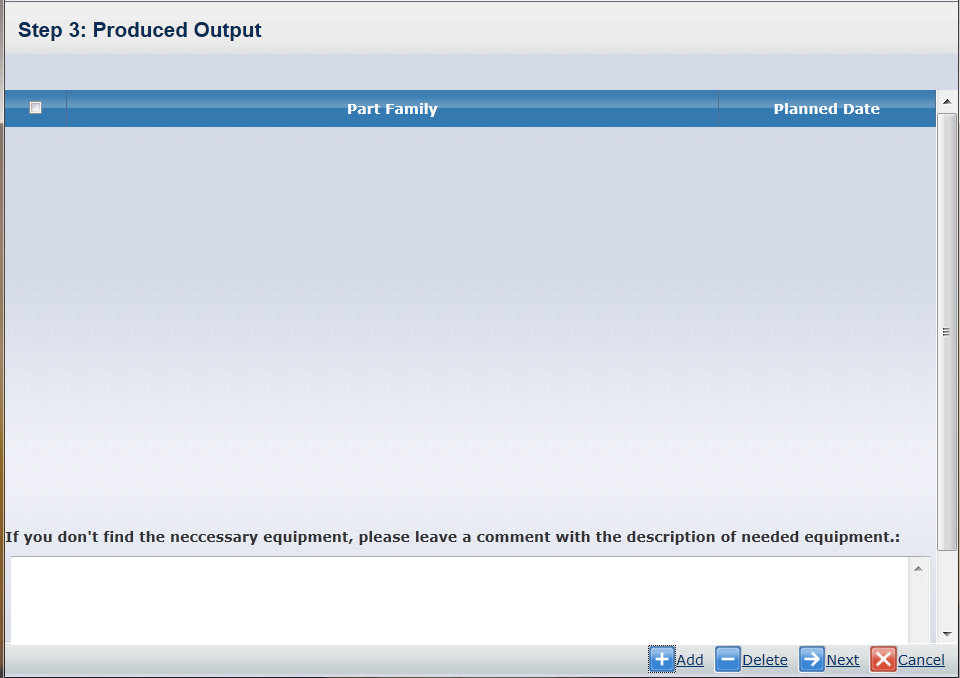 Step 3: Produced Output
Part Family Planned Date
If you don't find the neccessary equipment, please leave a comment with the description of needed equipment.:
Add Delete Next Cancel